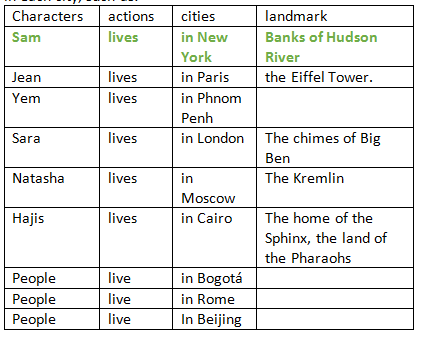 Characters actions cities landmark
Sam lives in New York Banks of Hudson River
Jean lives in Paris the Eiffel Tower.
Yem lives in Phnom Penh
Sara lives in London The chimes of Big Ben
Natasha lives in Moscow The Kremlin
Hajis lives in Cairo The home of the Sphinx, the land of the Pharaohs
People live in Bogotá
People live in Rome
People live In Beijing